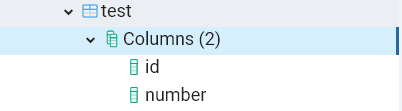 test
Columns (2)
id
number